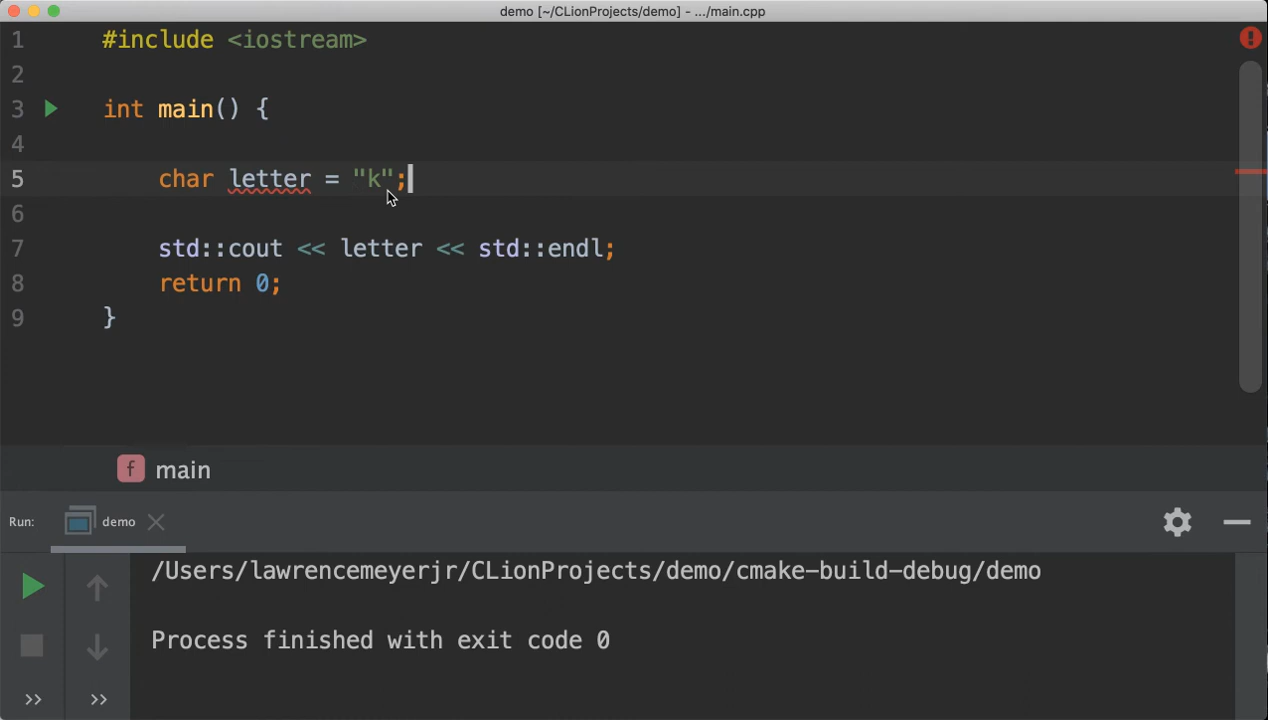 demo [~/CLionProjects/demo] - .../main.cpp
1 #include <iostream>
2
3 int main() {
4
5 char letter = "k";
6
7 std::cout << letter << std::endl;
8 return 0;
9 }
f main
Run: demo
/Users/lawrencemeyerjr/CLionProjects/demo/cmake-build-debug/demo
Process finished with exit code 0